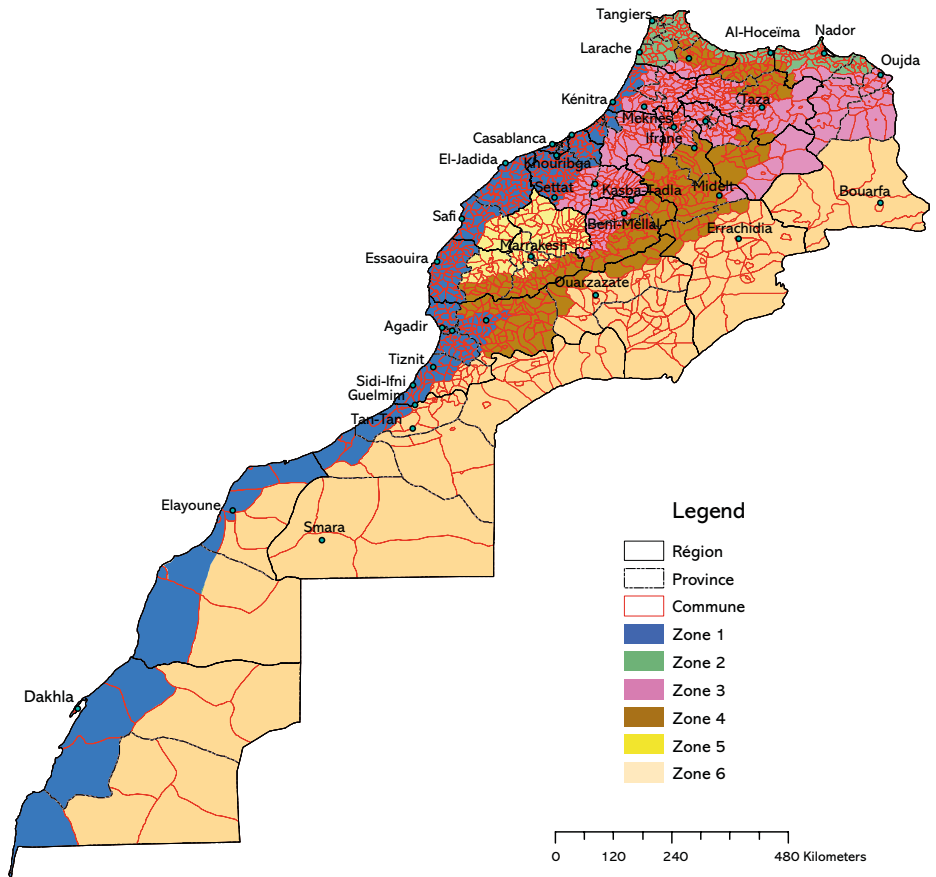 Tangiers
Al-Hoceïma
Nador
Larache
Oujda
Kénitra
Taza
Meknes
Casablanca
Ifrane
El-Jadida
Khouribga
Settat
Kasba Tadla
Midelt
Bouarfa
Safi
Beni-Mellal
Errachidia
Marrakesh
Essaouira
Ouarzazate
Agadir
Tiznit
Sidi-Ifni
Guelmim
Tan-Tan
Elayoune
Smara
Dakhla
Legend
Région
Province
Commune
Zone 1
Zone 2
Zone 3
Zone 4
Zone 5
Zone 6
0 120 240 480 Kilometers